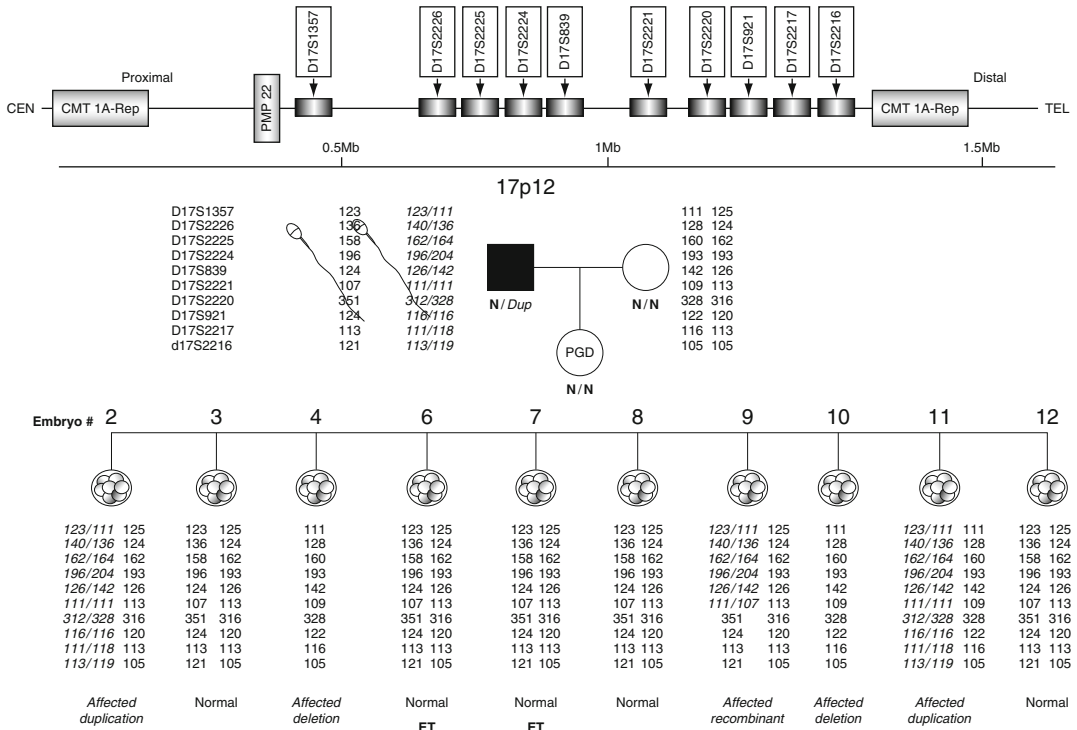 D17S1357 D17S2226 D17S2225 D17S2224 D17S839 D17S2221 D17S2220 D17S921 D17S2217 D17S2216
Proximal Distal
CEN CMT 1A-Rep PMP 22 CMT 1A-Rep TEL
0.5Mb 1Mb 1.5Mb
17p12
D17S1357 123 123/111 111 125
D17S2226 136 140/136 128 124
D17S2225 158 162/164 160 162
D17S2224 196 196/204 193 193
D17S839 124 126/142 142 126
D17S2221 107 111/111 109 113
D17S2220 351 312/328 328 316
D17S921 124 116/116 122 120
D17S2217 113 111/118 116 113
d17S2216 121 113/119 105 105
N/Dup N/N
PGD
N/N
Embryo # 2 3 4 6 7 8 9 10 11 12
123/111 125 123 125 111 123 125 123 125 123 125 123/111 125 111 123/111 111 123 125
140/136 124 136 124 128 136 124 136 124 136 124 140/136 124 128 140/136 128 136 124
162/164 162 158 162 160 158 162 158 162 158 162 162/164 162 160 162/164 160 158 162
196/204 193 196 193 193 196 193 196 193 196 193 196/204 193 193 196/204 193 196 193
126/142 126 124 126 142 124 126 124 126 124 126 126/142 126 142 126/142 142 124 126
111/111 113 107 113 109 107 113 107 113 107 113 111/107 113 109 111/111 109 107 113
312/328 316 351 316 328 351 316 351 316 351 316 351 316 328 312/328 328 351 316
116/116 120 124 120 122 124 120 124 120 124 120 124 120 122 116/116 122 124 120
111/118 113 113 113 116 113 113 113 113 113 113 113 113 116 111/118 116 113 113
113/119 105 121 105 105 121 105 121 105 121 105 121 105 105 113/119 105 121 105
Affected Normal Affected Normal Normal Normal Affected Affected Affected Normal
duplication deletion recombinant deletion duplication
ET ET